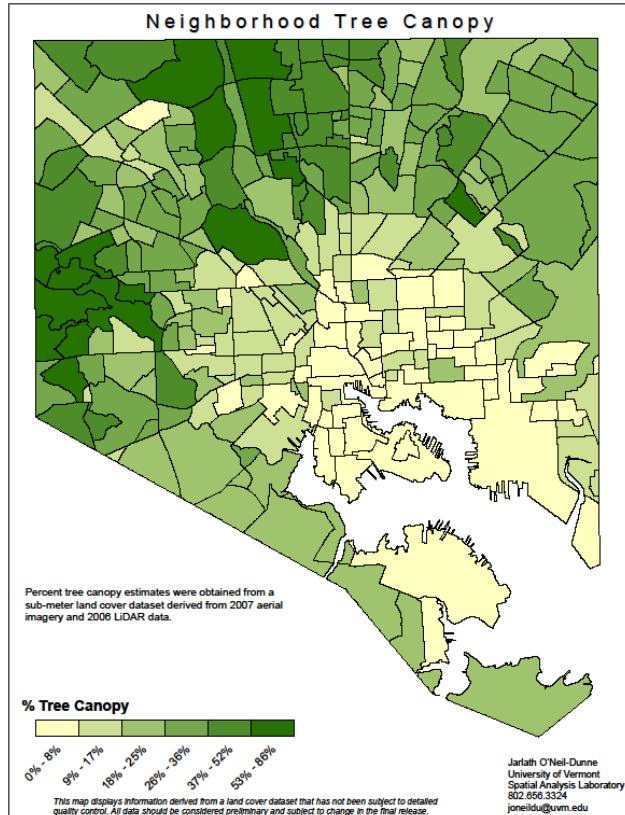 Neighborhood Tree Canopy
Percent tree canopy estimates were obtained from a
sub-meter land cover dataset derived from 2007 aerial
imagery and 2006 LiDAR data.
% Tree Canopy
0% - 8%
9% - 17%
18% - 25%
26% - 36%
37% - 52%
53% - 86%
This map displays information derived from a land cover dataset that has not been subject to detailed
quality control. All data should be considered preliminary and subject to change in the final release.
Jarlath O'Neil-Dunne
University of Vermont
Spatial Analysis Laboratory
802.656.3324
joneildu@uvm.edu